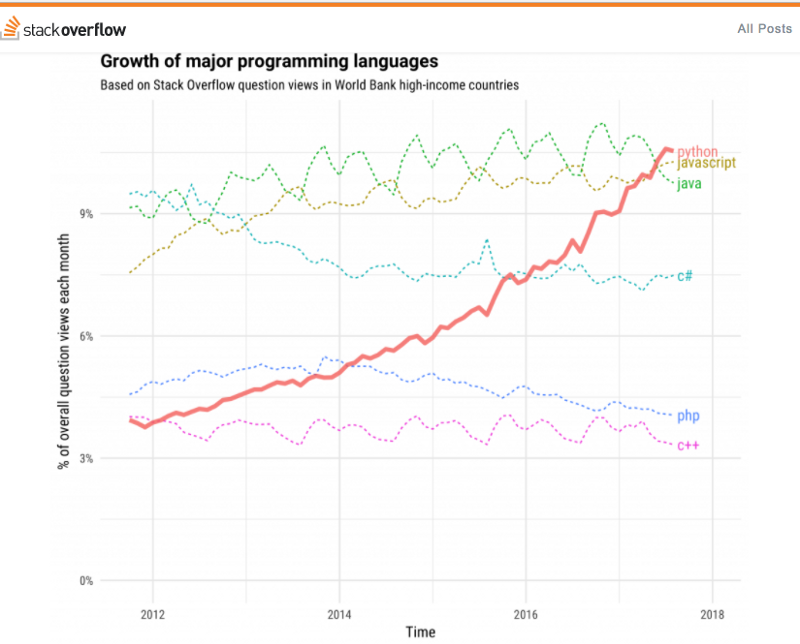 stackoverflow
All Posts
Growth of major programming languages
Based on Stack Overflow question views in World Bank high-income countries
% of overall question views each month
9%
6%
3%
0%
python
javascript
java
c#
php
c++
2012
2014
2016
2018
Time